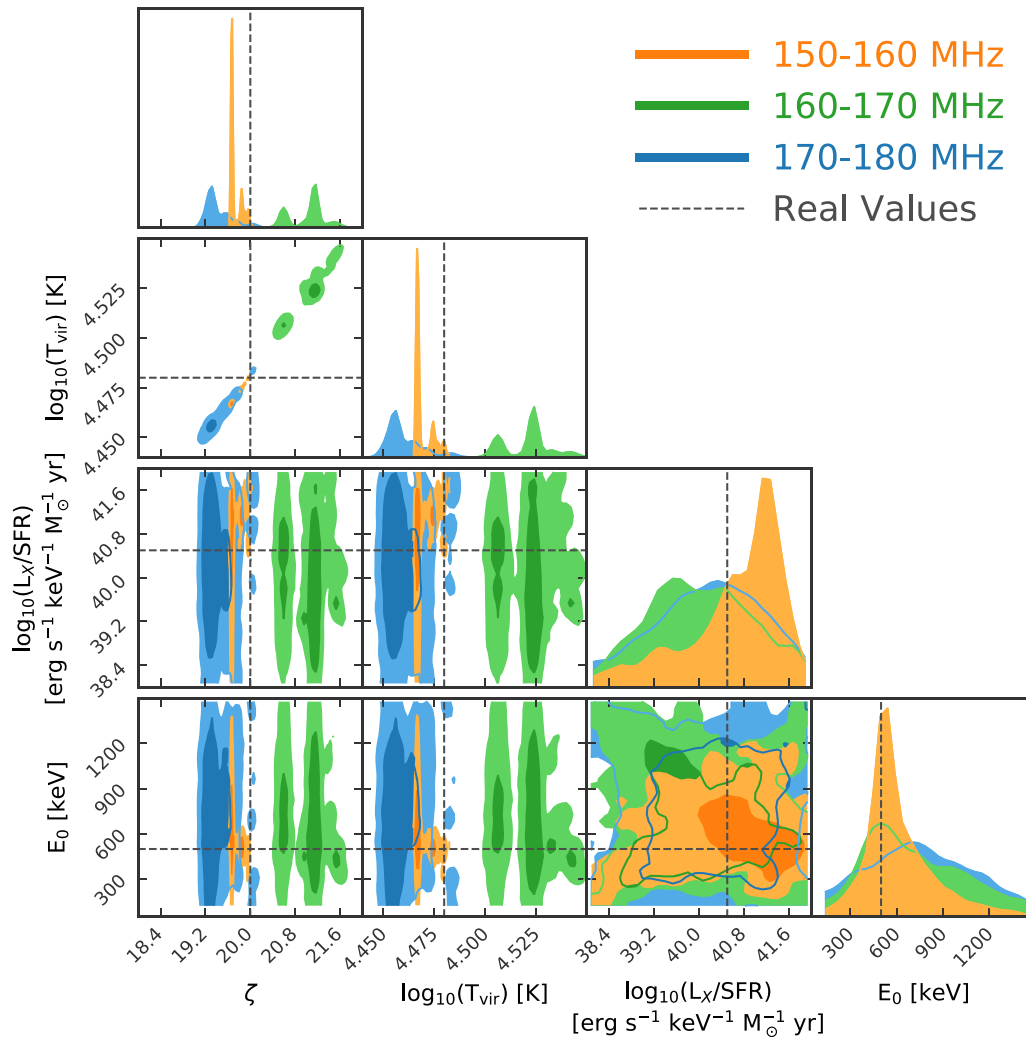 150-160 MHz
160-170 MHz
170-180 MHz
Real Values
log₁₀(Tᵥᵢᵣ) [K]
4.525
4.500
4.475
4.450
log₁₀(L_X/SFR)
[erg s⁻¹ keV⁻¹ M⊙⁻¹ yr]
41.6
40.8
40.0
39.2
38.4
E₀ [keV]
1200
900
600
300
18.4 19.2 20.0 20.8 21.6
4.450 4.475 4.500 4.525
38.4 39.2 40.0 40.8 41.6
300 600 900 1200
ζ
log₁₀(Tᵥᵢᵣ) [K]
log₁₀(L_X/SFR)
[erg s⁻¹ keV⁻¹ M⊙⁻¹ yr]
E₀ [keV]